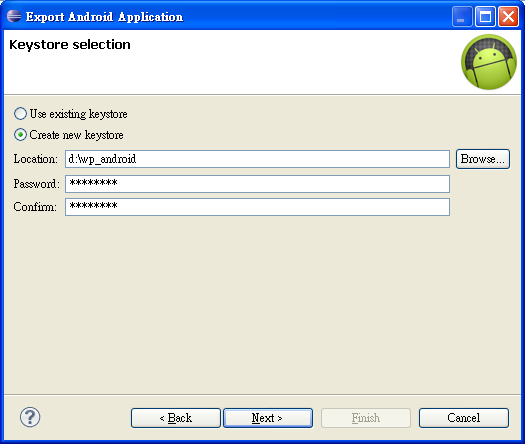 Export Android Application
Keystore selection
Use existing keystore
Create new keystore
Location: d:\wp_android Browse...
Password: ********
Confirm: ********
? < Back Next > Finish Cancel